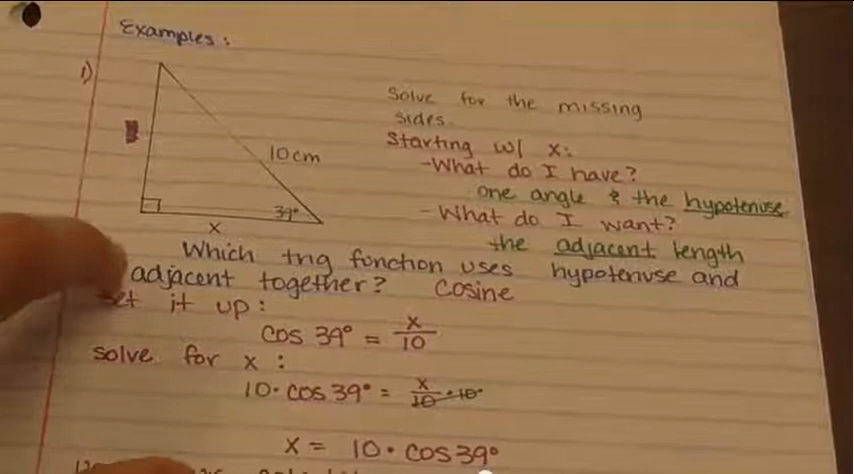 Examples:
1)
10cm
39°
x
Solve for the missing
sides.
Starting w/ x:
-What do I have?
one angle & the hypotenuse
-What do I want?
the adjacent length
Which trig function uses hypotenuse and
adjacent together? Cosine
set it up:
cos 39° = x/10
solve for x:
10·cos 39° = x/10 · 10
x = 10·cos 39°